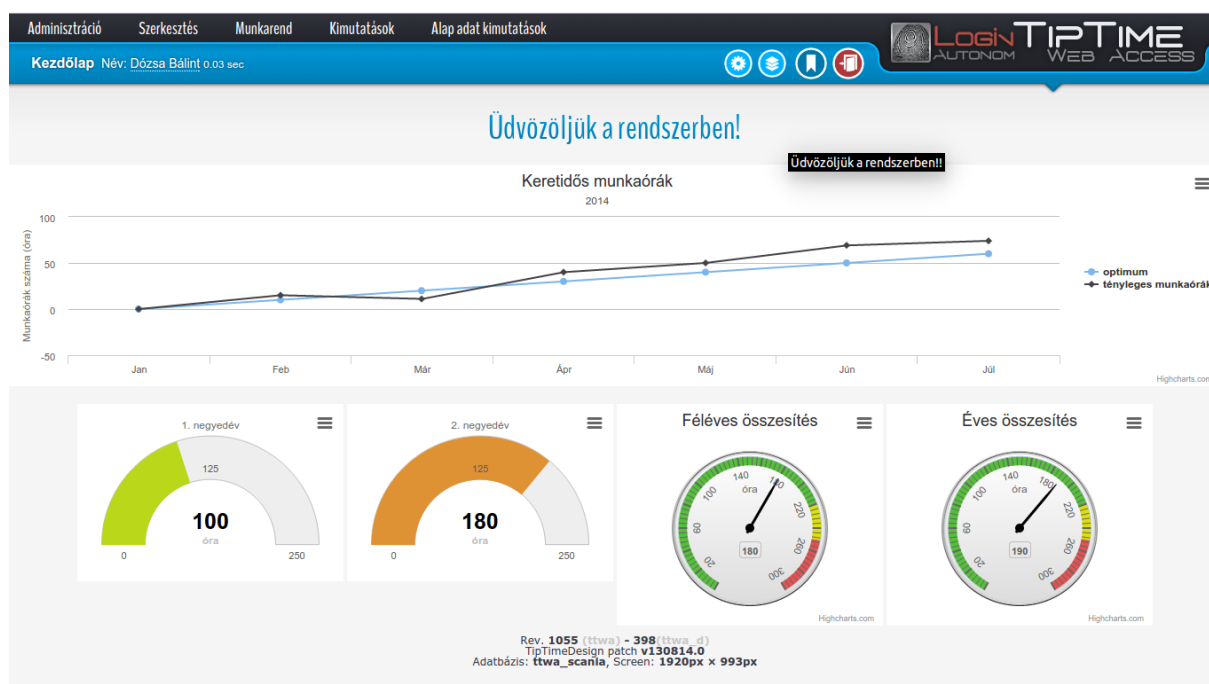 Adminisztráció Szerkesztés Munkarend Kimutatások Alap adat kimutatások
LOGIN AUTONOM TIPTIME WEB ACCESS
Kezdőlap Név: Dózsa Bálint 0.03 sec
Üdvözöljük a rendszerben!
Üdvözöljük a rendszerben!!
Keretidős munkaórák
2014
Munkaórák száma (óra)
100
50
0
-50
Jan Feb Már Ápr Máj Jún Júl
optimum
tényleges munkaórák
Highcharts.com
1. negyedév
125
100
óra
0 250
2. negyedév
125
180
óra
0 250
Féléves összesítés
20 60 100 140 180 220 260 300
óra
180
Highcharts.com
Éves összesítés
20 60 100 140 180 220 260 300
óra
190
Highcharts.com
Rev. 1055 (ttwa) - 398(ttwa_d)
TipTimeDesign patch v130814.0
Adatbázis: ttwa_scania, Screen: 1920px × 993px